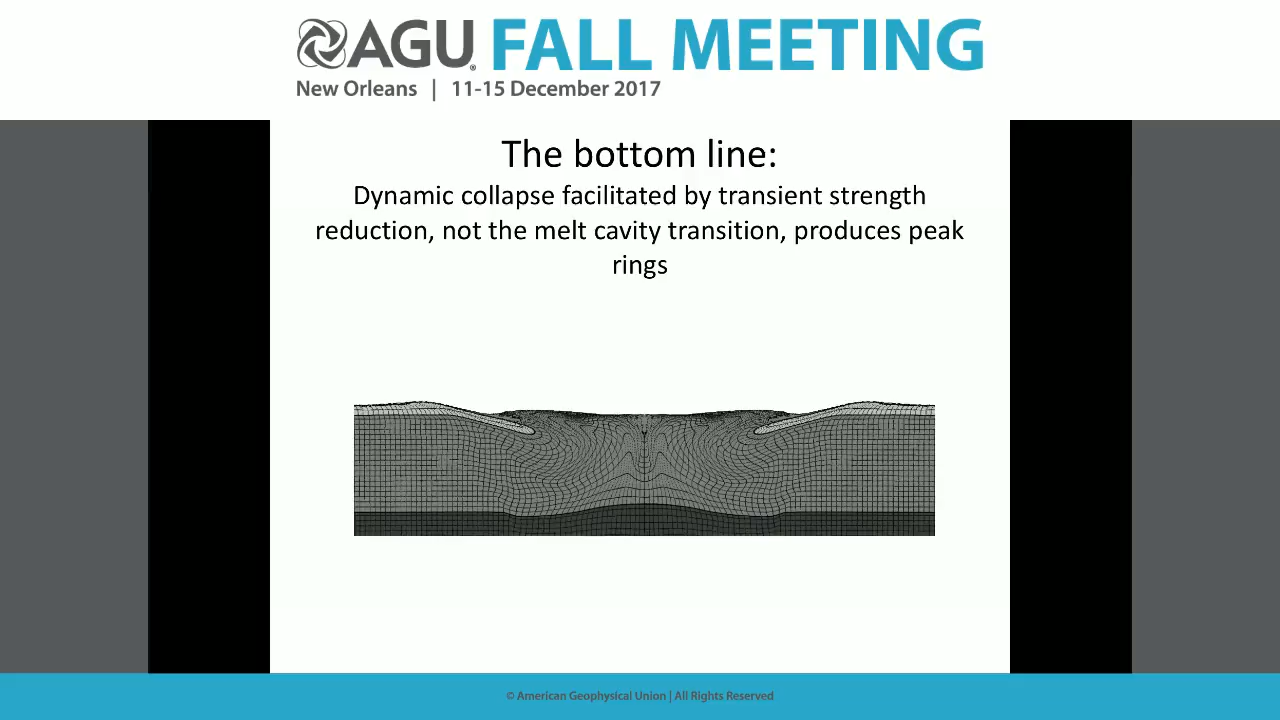 AGU FALL MEETING
New Orleans | 11-15 December 2017
The bottom line:
Dynamic collapse facilitated by transient strength
reduction, not the melt cavity transition, produces peak
rings
© American Geophysical Union | All Rights Reserved